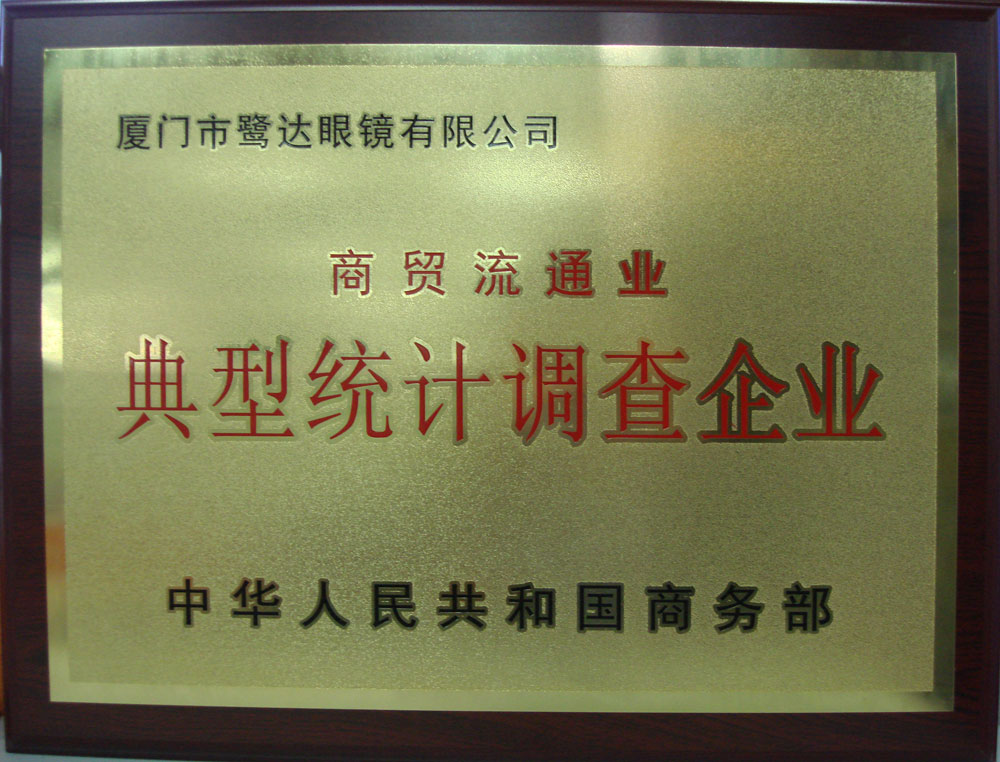 厦门市鹭达眼镜有限公司
商贸流通业
典型统计调查企业
中华人民共和国商务部